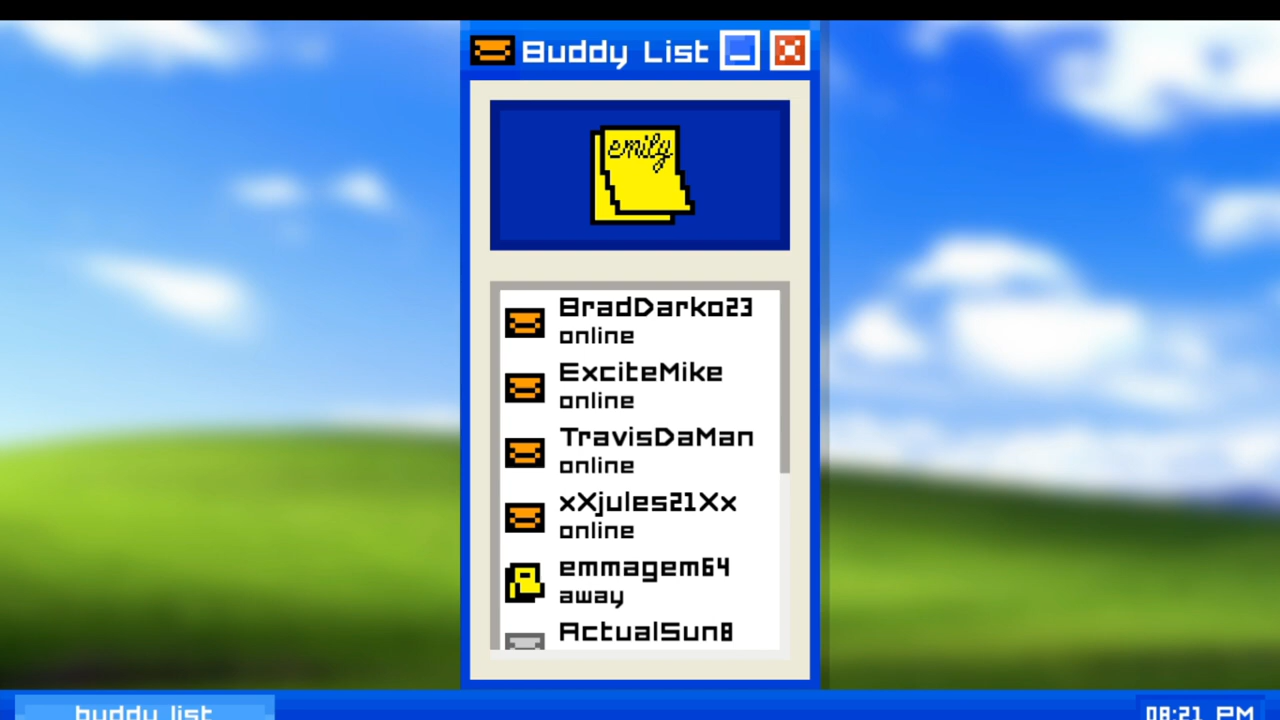 Buddy List
emily
BradDarko23
online
ExciteMike
online
TravisDaMan
online
xXjules21Xx
online
emmagem64
away
ActualSun8
buddy list
08:21 PM